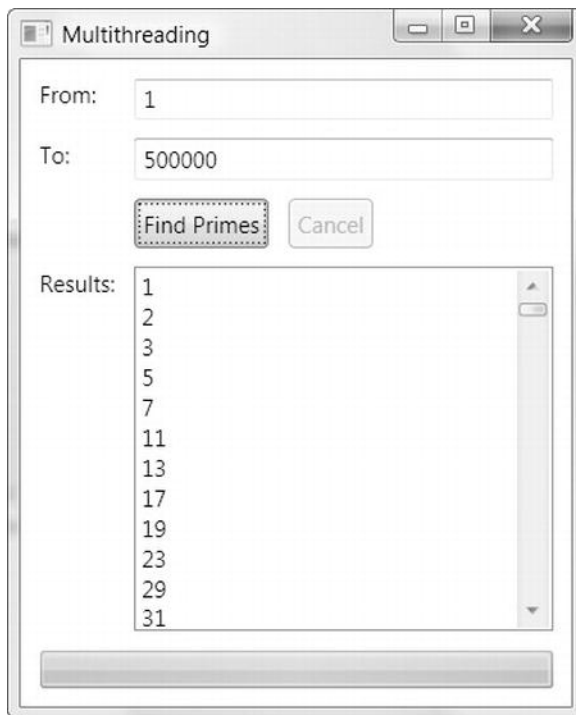 Multithreading
From: 1
To: 500000
Find Primes Cancel
Results: 1
2
3
5
7
11
13
17
19
23
29
31